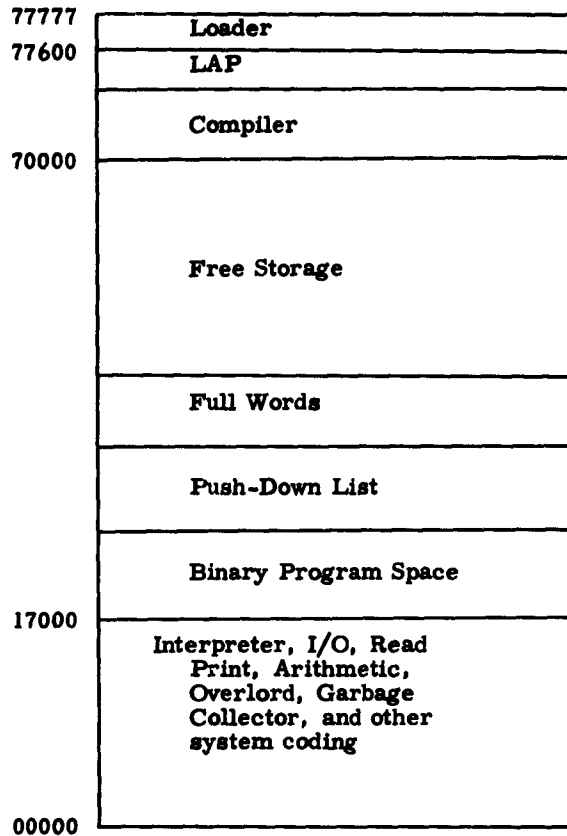 77777
Loader
77600
LAP
Compiler
70000
Free Storage
Full Words
Push-Down List
Binary Program Space
17000
Interpreter, I/O, Read
Print, Arithmetic,
Overlord, Garbage
Collector, and other
system coding
00000